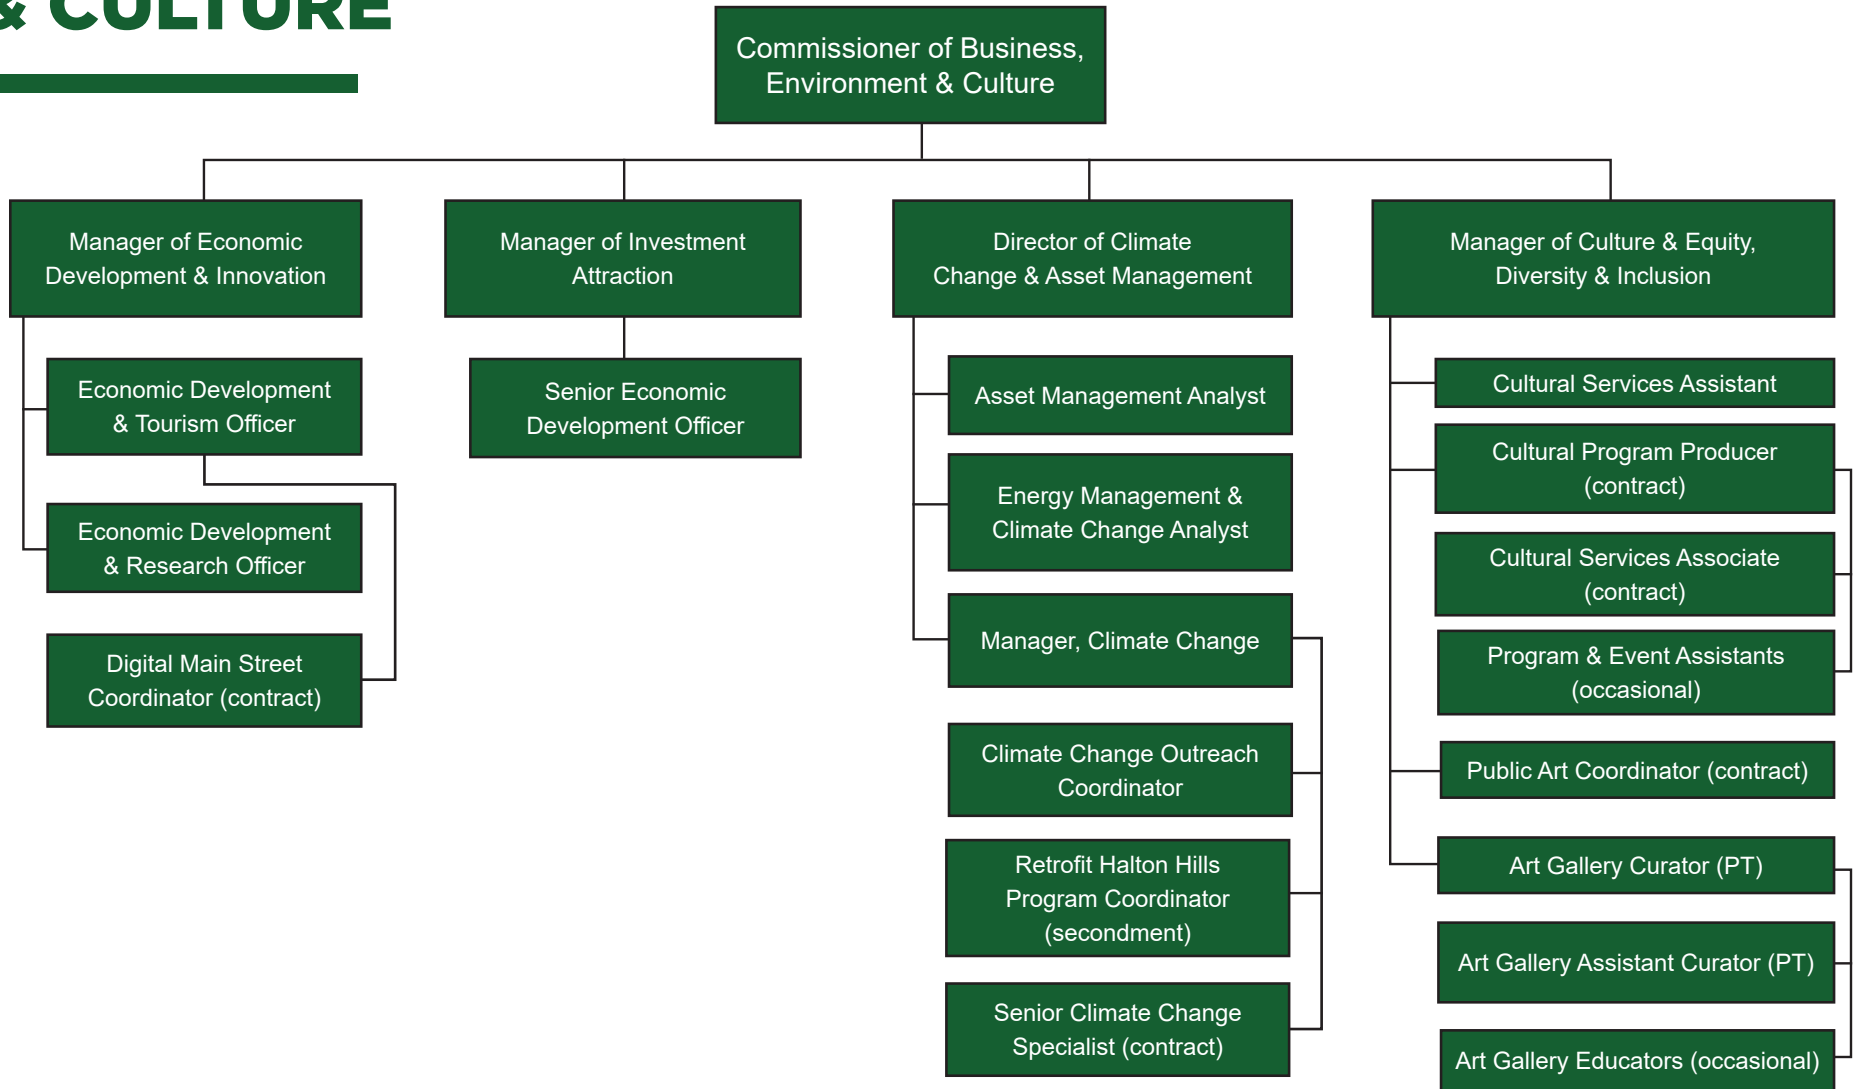 & CULTURE
Commissioner of Business,
Environment & Culture
Manager of Economic
Development & Innovation
Economic Development
& Tourism Officer
Economic Development
& Research Officer
Digital Main Street
Coordinator (contract)
Manager of Investment
Attraction
Senior Economic
Development Officer
Director of Climate
Change & Asset Management
Asset Management Analyst
Energy Management &
Climate Change Analyst
Manager, Climate Change
Climate Change Outreach
Coordinator
Retrofit Halton Hills
Program Coordinator
(secondment)
Senior Climate Change
Specialist (contract)
Manager of Culture & Equity,
Diversity & Inclusion
Cultural Services Assistant
Cultural Program Producer
(contract)
Cultural Services Associate
(contract)
Program & Event Assistants
(occasional)
Public Art Coordinator (contract)
Art Gallery Curator (PT)
Art Gallery Assistant Curator (PT)
Art Gallery Educators (occasional)